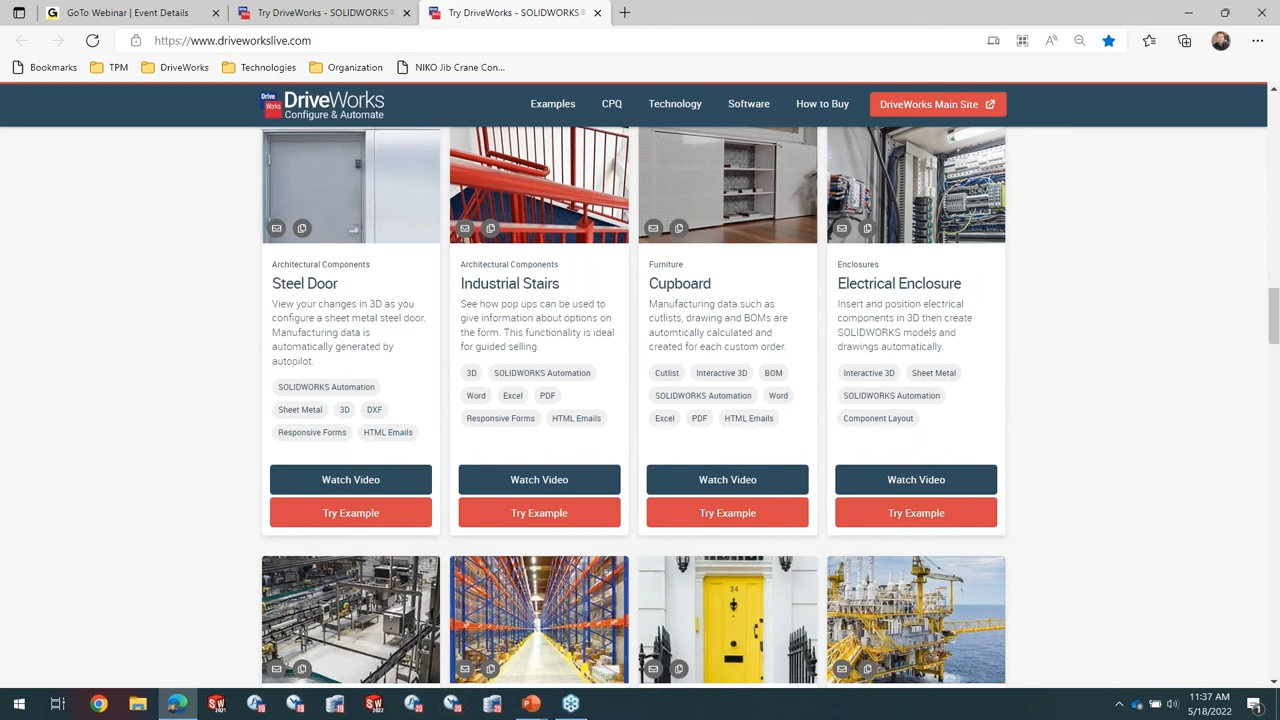 GoTo Webinar | Event Details
Try DriveWorks - SOLIDWORKS ®
Try DriveWorks - SOLIDWORKS ®
https://www.driveworkslive.com
Bookmarks
TPM
DriveWorks
Technologies
Organization
NIKO Jib Crane Con...
Drive Works
DriveWorks
Configure & Automate
Examples
CPQ
Technology
Software
How to Buy
DriveWorks Main Site
Architectural Components
Steel Door
View your changes in 3D as you
configure a sheet metal steel door.
Manufacturing data is
automatically generated by
autopilot.
SOLIDWORKS Automation
Sheet Metal
3D
DXF
Responsive Forms
HTML Emails
Watch Video
Try Example
Architectural Components
Industrial Stairs
See how pop ups can be used to
give information about options on
the form. This functionality is ideal
for guided selling.
3D
SOLIDWORKS Automation
Word
Excel
PDF
Responsive Forms
HTML Emails
Watch Video
Try Example
Furniture
Cupboard
Manufacturing data such as
cutlists, drawing and BOMs are
automtically calculated and
created for each custom order.
Cutlist
Interactive 3D
BOM
SOLIDWORKS Automation
Word
Excel
PDF
HTML Emails
Watch Video
Try Example
Enclosures
Electrical Enclosure
Insert and position electrical
components in 3D then create
SOLIDWORKS models and
drawings automatically.
Interactive 3D
Sheet Metal
SOLIDWORKS Automation
Component Layout
Watch Video
Try Example
34
11:37 AM
5/18/2022